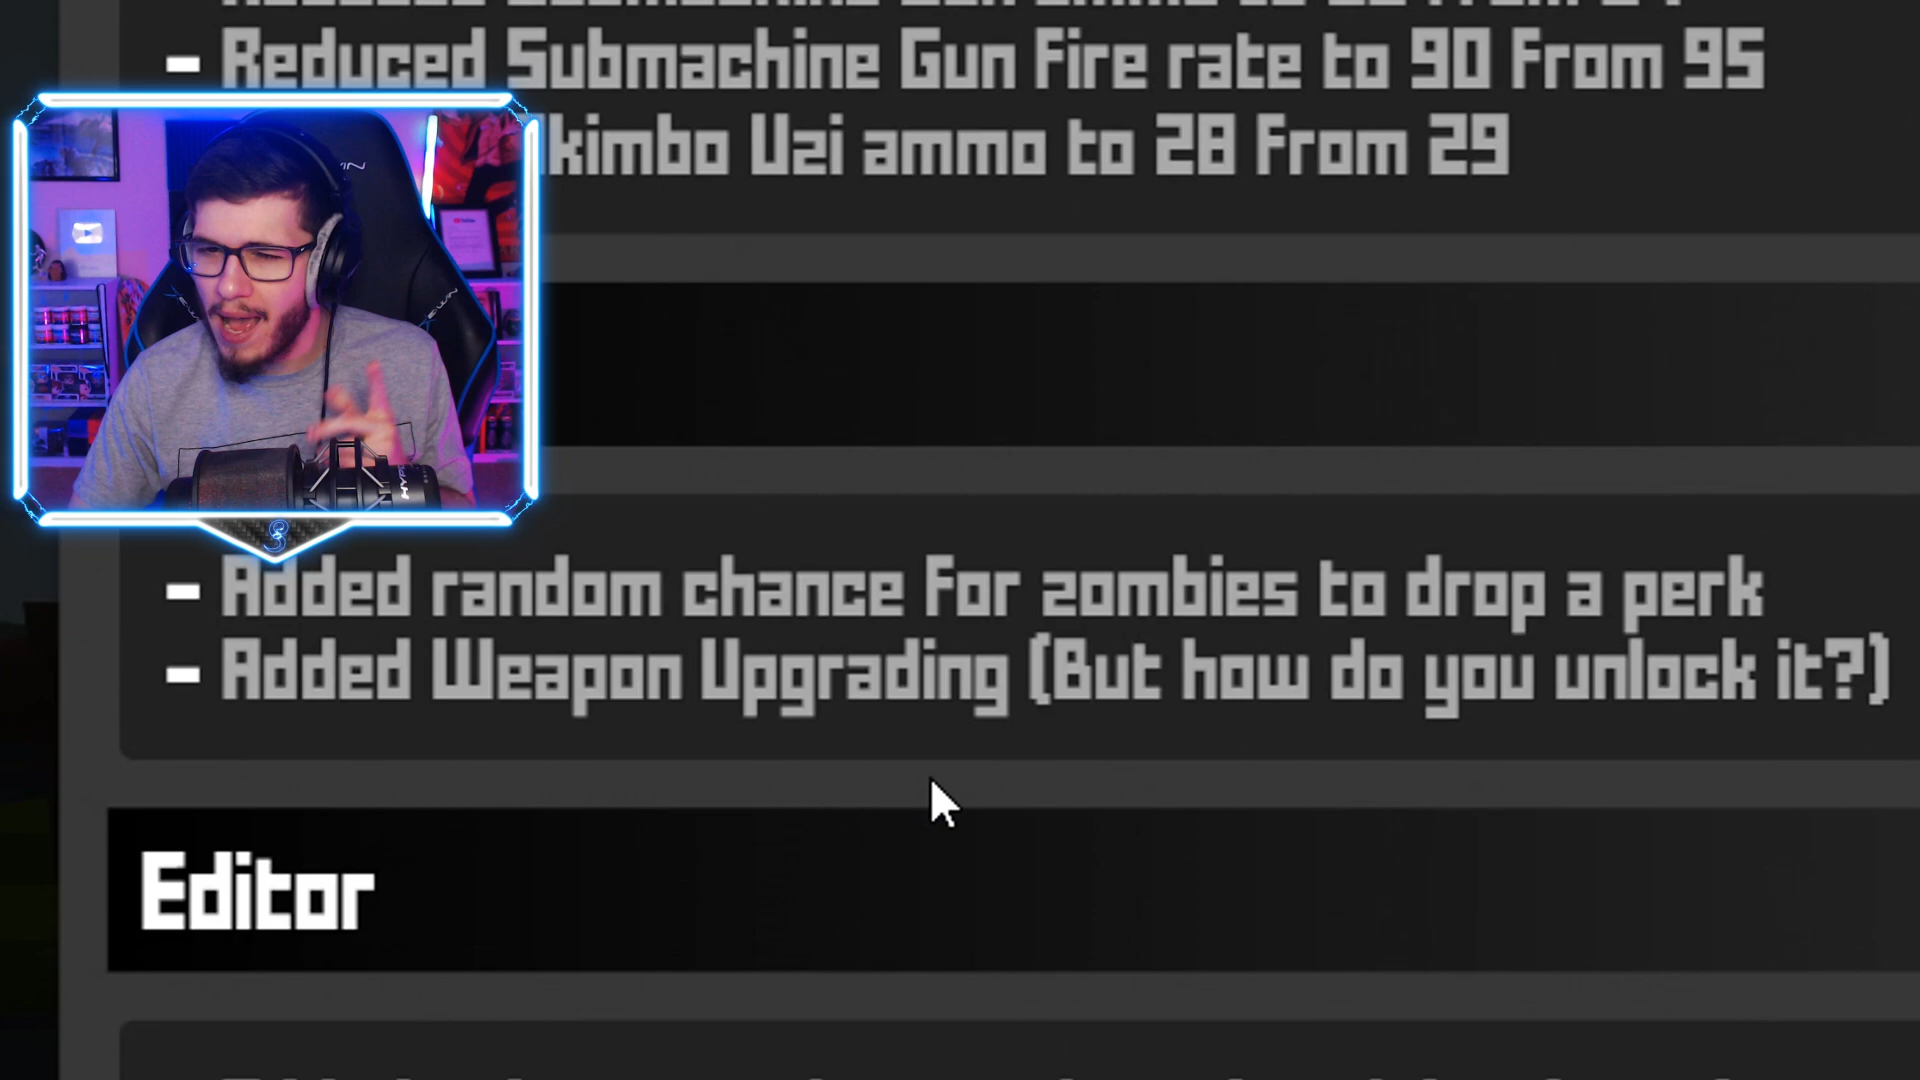 - Reduced Submachine Gun fire rate to 90 from 95
kimbo Uzi ammo to 28 from 29
- Added random chance for zombies to drop a perk
- Added Weapon Upgrading (But how do you unlock it?)
Editor